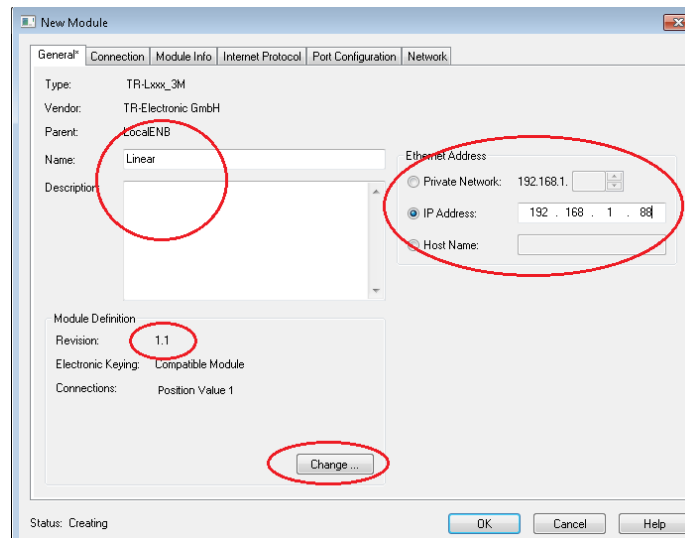 New Module
General* Connection Module Info Internet Protocol Port Configuration Network
Type: TR-Lxxx_3M
Vendor: TR-Electronic GmbH
Parent: LocalENB
Name: Linear
Description:
Ethernet Address
Private Network: 192.168.1.
IP Address: 192 . 168 . 1 . 88
Host Name:
Module Definition
Revision: 1.1
Electronic Keying: Compatible Module
Connections: Position Value 1
Change ...
Status: Creating
OK Cancel Help